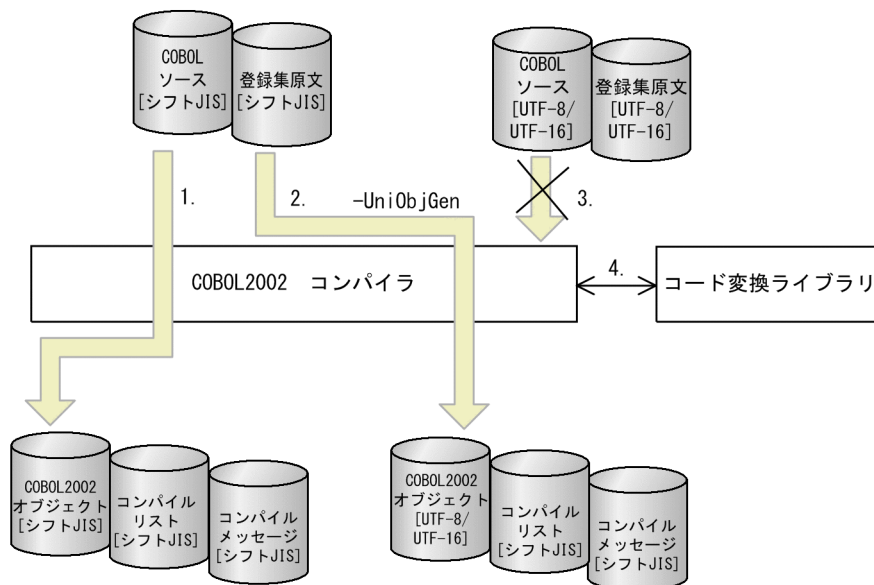 COBOL
ソース
[シフトJIS]
登録集原文
[シフトJIS]
COBOL
ソース
[UTF-8/
UTF-16]
登録集原文
[UTF-8/
UTF-16]
1.
2.
-UniObjGen
3.
COBOL2002 コンパイラ
4.
コード変換ライブラリ
COBOL2002
オブジェクト
[シフトJIS]
コンパイル
リスト
[シフトJIS]
コンパイル
メッセージ
[シフトJIS]
COBOL2002
オブジェクト
[UTF-8/
UTF-16]
コンパイル
リスト
[シフトJIS]
コンパイル
メッセージ
[シフトJIS]